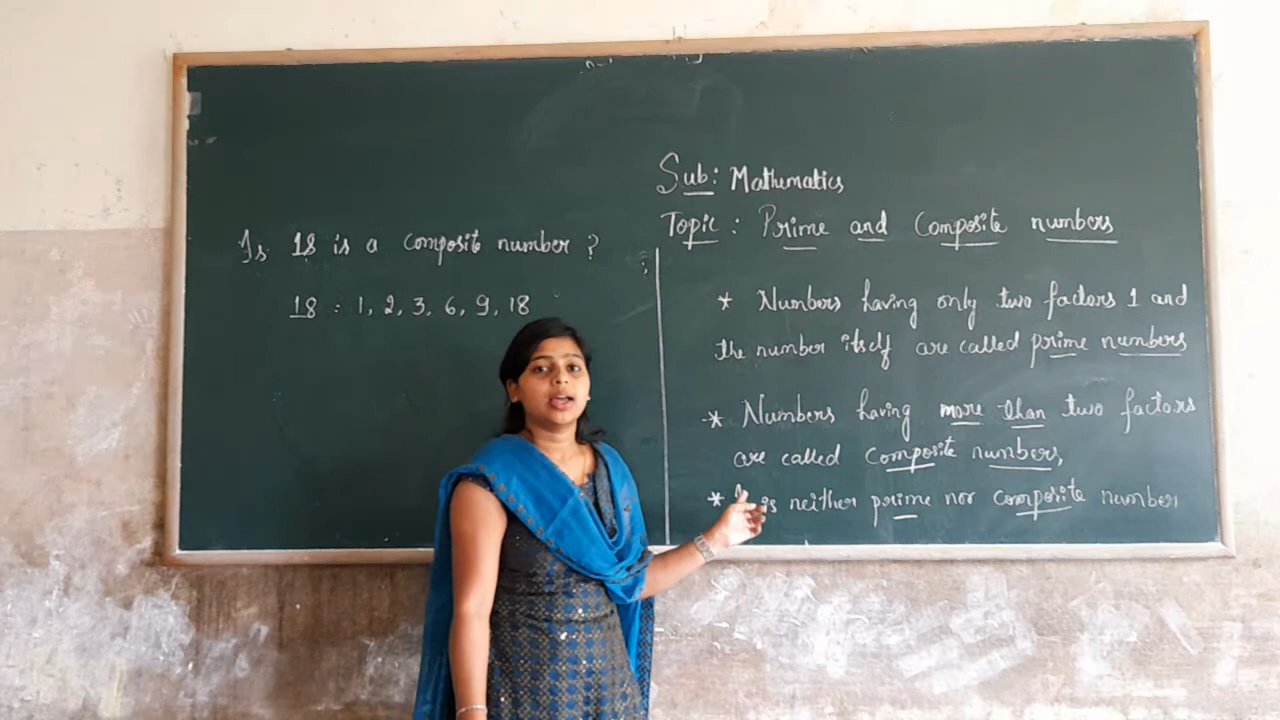 Is 18 is a composite number ?
18 : 1, 2, 3, 6, 9, 18
Sub: Mathematics
Topic : Prime and Composite numbers
* Numbers having only two factors 1 and
the number itself are called prime numbers
* Numbers having more than two factors
are called composite numbers,
* is neither prime nor composite number